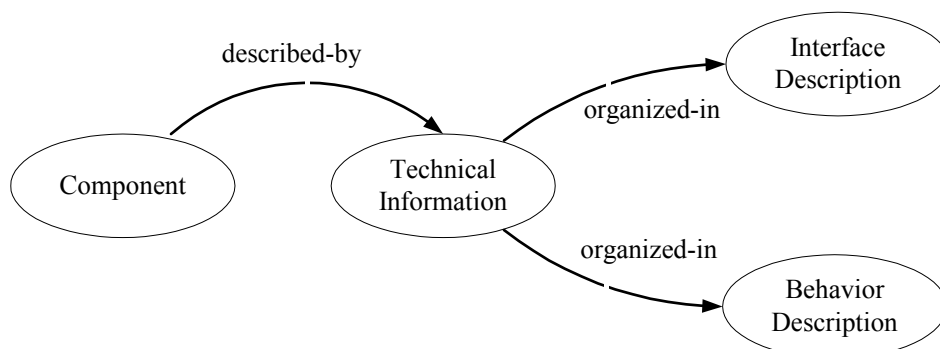 described-by
Component
Technical
Information
organized-in
Interface
Description
organized-in
Behavior
Description